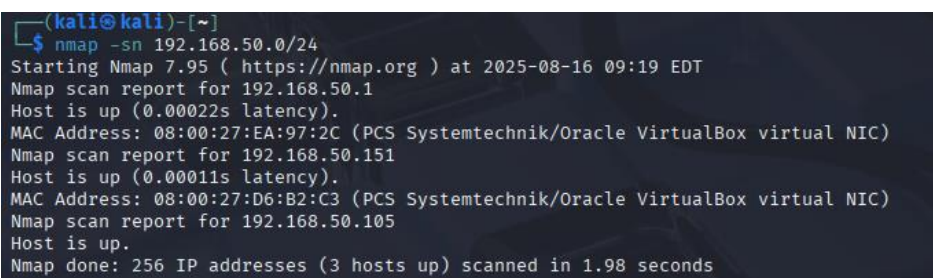 ┌──(kali㉿kali)-[~]
└─$ nmap -sn 192.168.50.0/24
Starting Nmap 7.95 ( https://nmap.org ) at 2025-08-16 09:19 EDT
Nmap scan report for 192.168.50.1
Host is up (0.00022s latency).
MAC Address: 08:00:27:EA:97:2C (PCS Systemtechnik/Oracle VirtualBox virtual NIC)
Nmap scan report for 192.168.50.151
Host is up (0.00011s latency).
MAC Address: 08:00:27:D6:B2:C3 (PCS Systemtechnik/Oracle VirtualBox virtual NIC)
Nmap scan report for 192.168.50.105
Host is up.
Nmap done: 256 IP addresses (3 hosts up) scanned in 1.98 seconds